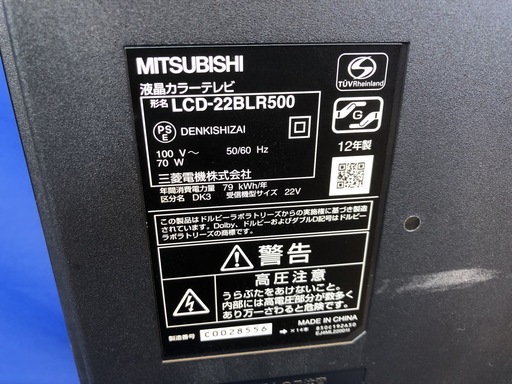 MITSUBISHI
液晶カラーテレビ
形名 LCD-22BLR500
PS
E
DENKISHIZAI
100 V～ 50/60 Hz
70 W
三菱電機株式会社
年間消費電力量 79 kWh/年
区分名 DK3 受信機型サイズ 22V
TÜVRheinland
G
12年製
この製品はドルビーラボラトリーズからの実施権に基づき製造
されています。Dolby、ドルビーおよびダブルD記号はドルビー
ラボラトリーズの商標です。
警告
高圧注意
うらぶたをあけないこと。
内部には高電圧部分が数多く
あり万一さわると危険です。
製造番号 C0028556
MADE IN CHINA